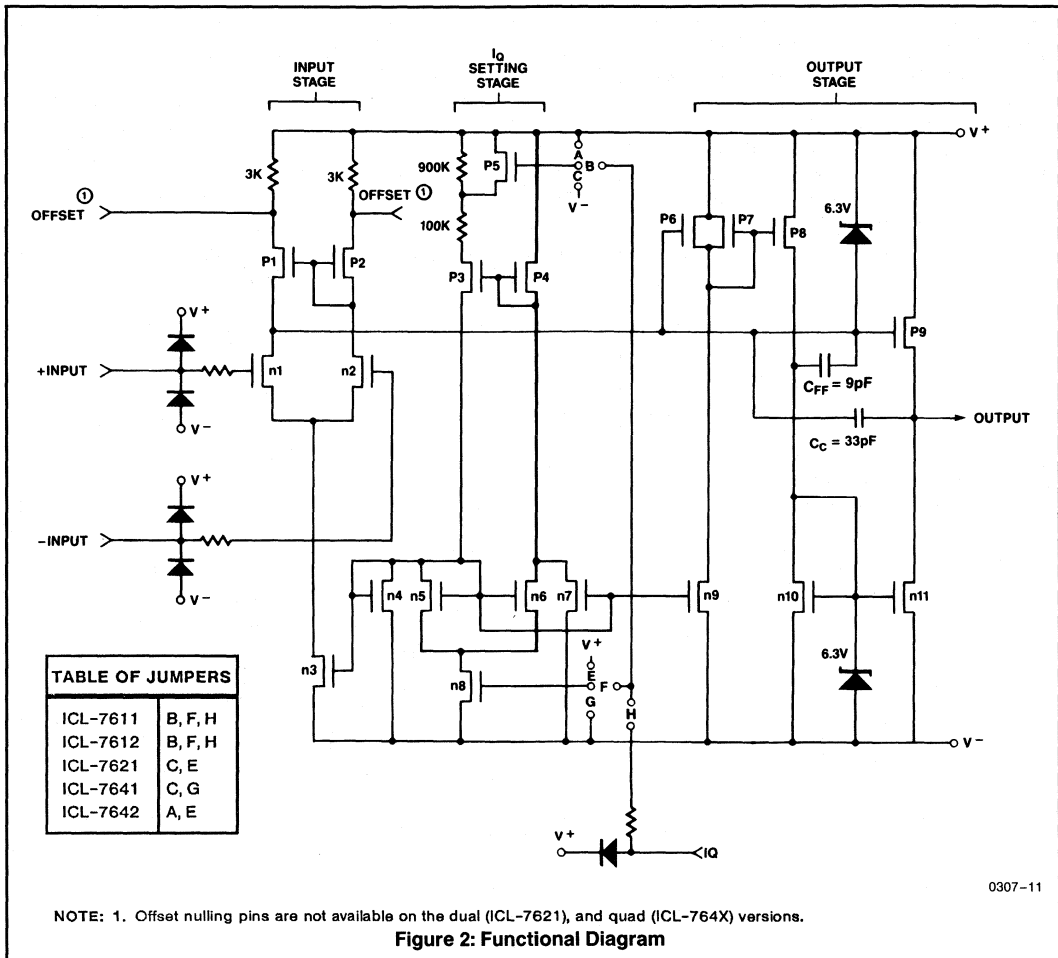 INPUT
STAGE
IQ
SETTING
STAGE
OUTPUT
STAGE
V+
3K
3K
900K
P5
A
B
C
V-
OFFSET ①
OFFSET ①
100K
P6
P7
P8
6.3V
P1
P2
P3
P4
P9
V+
+INPUT
n1
n2
CFF = 9pF
V-
CC = 33pF
OUTPUT
V+
-INPUT
V-
n4
n5
n6
n7
n9
n10
n11
V+
E
F
G
H
n3
n8
6.3V
V-
TABLE OF JUMPERS
ICL-7611 B, F, H
ICL-7612 B, F, H
ICL-7621 C, E
ICL-7641 C, G
ICL-7642 A, E
V+
IQ
0307-11
NOTE: 1. Offset nulling pins are not available on the dual (ICL-7621), and quad (ICL-764X) versions.
Figure 2: Functional Diagram